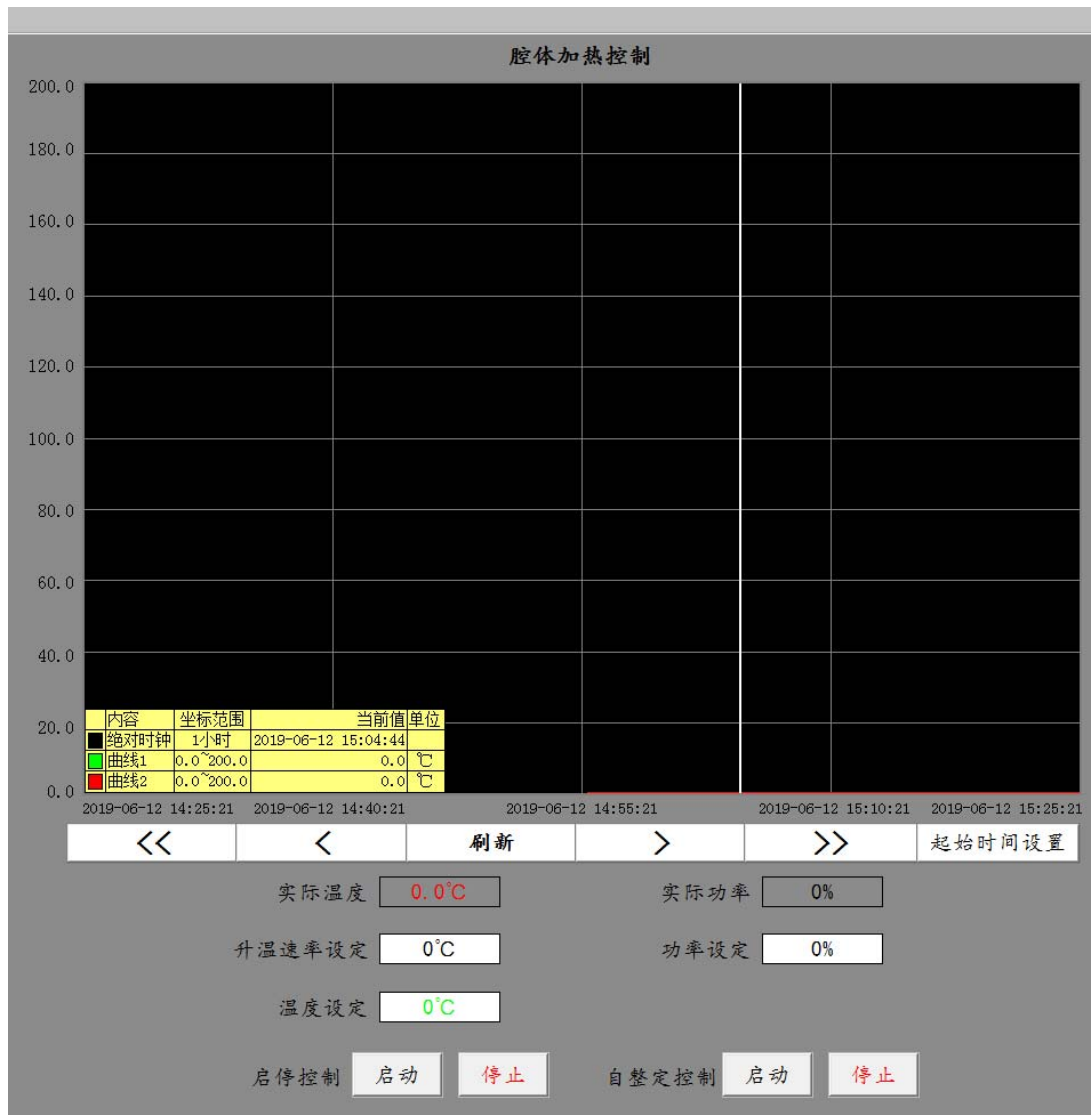 腔体加热控制
200.0
180.0
160.0
140.0
120.0
100.0
80.0
60.0
40.0
20.0
0.0
内容 坐标范围 当前值 单位
绝对时钟 1小时 2019-06-12 15:04:44
曲线1 0.0~200.0 0.0 ℃
曲线2 0.0~200.0 0.0 ℃
2019-06-12 14:25:21 2019-06-12 14:40:21 2019-06-12 14:55:21 2019-06-12 15:10:21 2019-06-12 15:25:21
<< < 刷新 > >> 起始时间设置
实际温度 0.0℃ 实际功率 0%
升温速率设定 0℃ 功率设定 0%
温度设定 0℃
启停控制 启动 停止 自整定控制 启动 停止